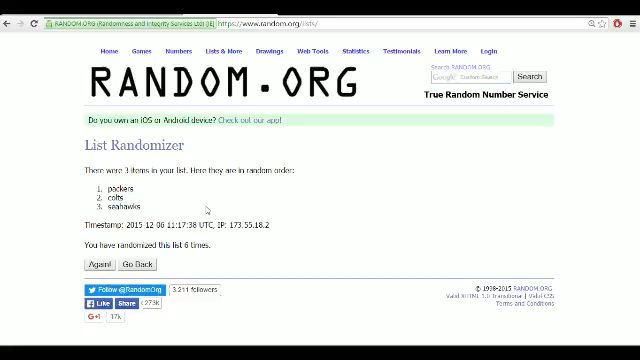 RANDOM.ORG (Randomness and Integrity Services Ltd) [IE] https://www.random.org/lists/
Home Games Numbers Lists & More Drawings Web Tools Statistics Testimonials Learn More Login
RANDOM.ORG
Search RANDOM.ORG
Google Custom Search
Search
True Random Number Service
Do you own an iOS or Android device? Check out our app!
List Randomizer
There were 3 items in your list. Here they are in random order:
1. packers
2. colts
3. seahawks
Timestamp: 2015-12-06 11:17:38 UTC, IP: 173.55.18.2
You have randomized this list 6 times.
Again! Go Back
Follow @RandomOrg 3,211 followers
Like Share 273k
G+1 17k
© 1998-2015 RANDOM.ORG
Valid XHTML 1.0 Transitional | Valid CSS
Terms and Conditions